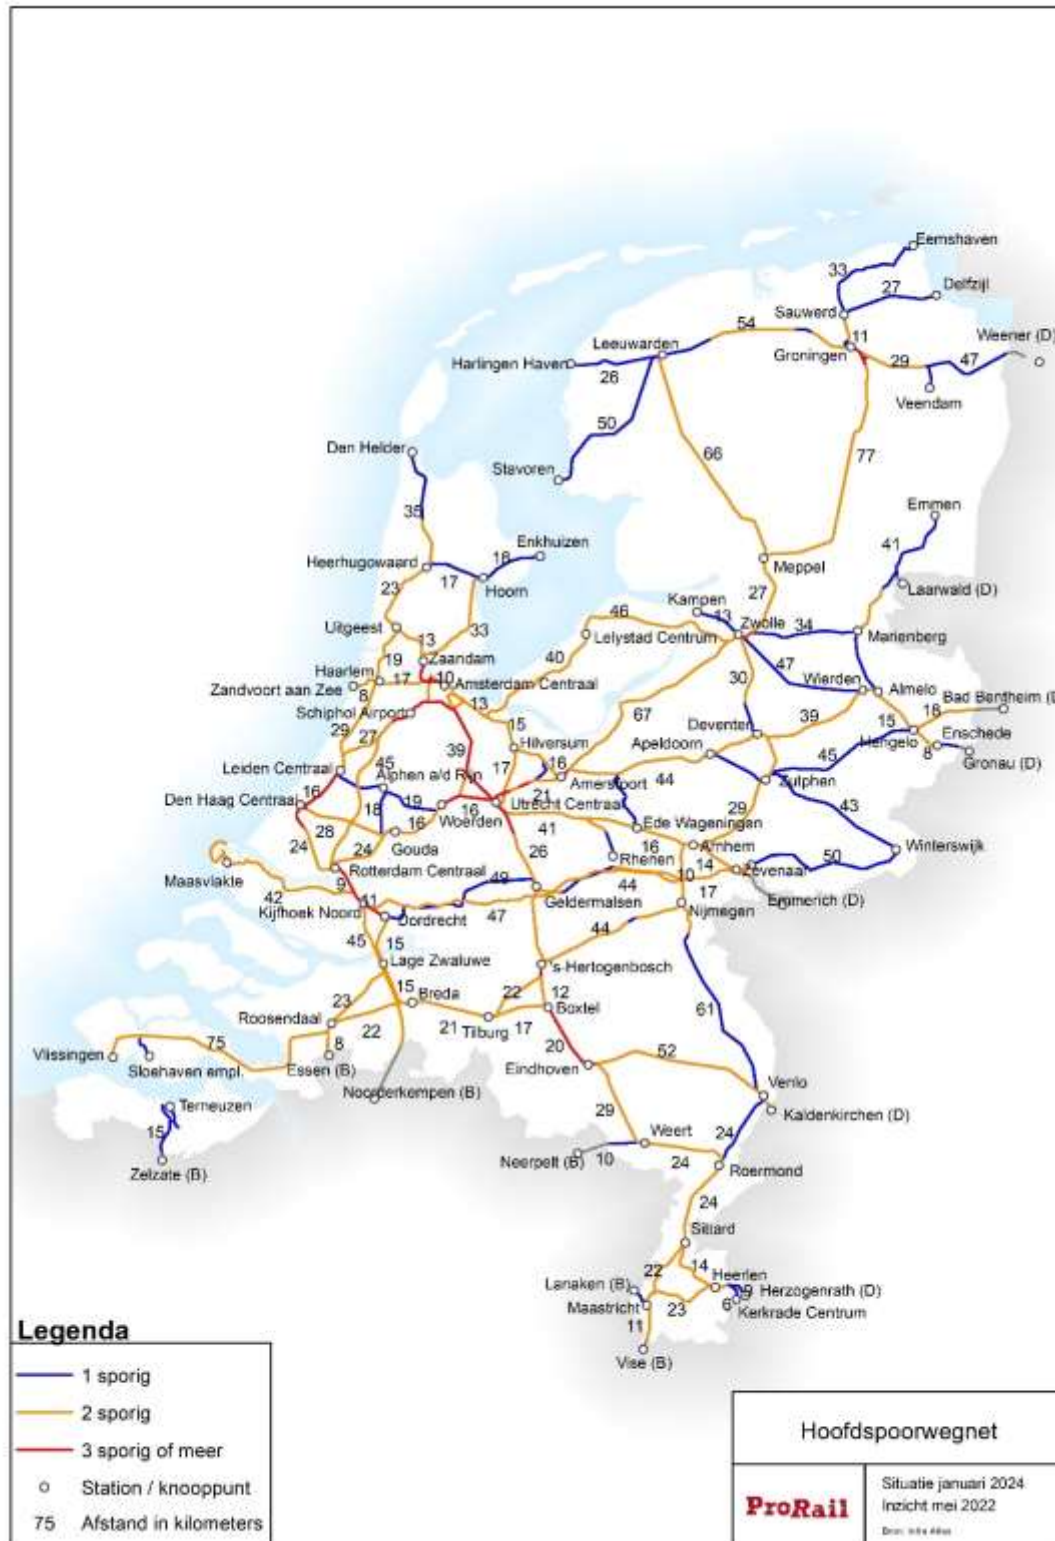 Eemshaven
33
27
Delfzijl
Sauwerd
54
11
Weener (D)
Leeuwarden
Groningen
29
47
Harlingen Haven
26
Veendam
50
Den Helder
66
77
Stavoren
Emmen
35
Enkhuizen
41
Heerhugowaard
18
17
Meppel
Hoorn
Laarwald (D)
23
27
Kampen
46
13
Uitgeest
33
Zwolle
34
13
Lelystad Centrum
Marienberg
19
Zaandam
40
47
Haarlem
17
10
Amsterdam Centraal
30
Wierden
Almelo
Zandvoort aan Zee
8
Bad Bentheim (D
13
67
18
Schiphol Airport
15
39
15
29
27
39
Hilversum
Deventer
Hengelo
Enschede
45
Apeldoorn
45
8
Leiden Centraal
16
Gronau (D)
Alphen a/d Rijn
17
Amersfoort
44
Zutphen
16
21
Den Haag Centraal
18
19
Utrecht Centraal
43
Woerden
16
28
16
41
Ede Wageningen
29
24
24
Gouda
26
16
Arnhem
Winterswijk
Rhenen
50
Rotterdam Centraal
14
Zevenaar
Maasvlakte
9
49
44
10
42
11
17
Emmerich (D)
Kijfhoek Noord
Dordrecht
47
Geldermalsen
Nijmegen
45
15
44
Lage Zwaluwe
's-Hertogenbosch
15
Breda
22
12
61
23
Boxtel
Roosendaal
22
21
Tilburg
17
75
20
52
Vlissingen
8
Sloehaven empl.
Essen (B)
Eindhoven
Noorderkempen (B)
Venlo
Terneuzen
29
Kaldenkirchen (D)
15
Weert
24
Zelzate (B)
Neerpelt (B)
10
24
Roermond
24
Sittard
22
14
Lanaken (B)
Heerlen
9
Herzogenrath (D)
Maastricht
23
6
Kerkrade Centrum
11
Vise (B)
Legenda
1 sporig
2 sporig
3 sporig of meer
Station / knooppunt
75 Afstand in kilometers
Hoofdspoorwegnet
ProRail
Situatie januari 2024
Inzicht mei 2022